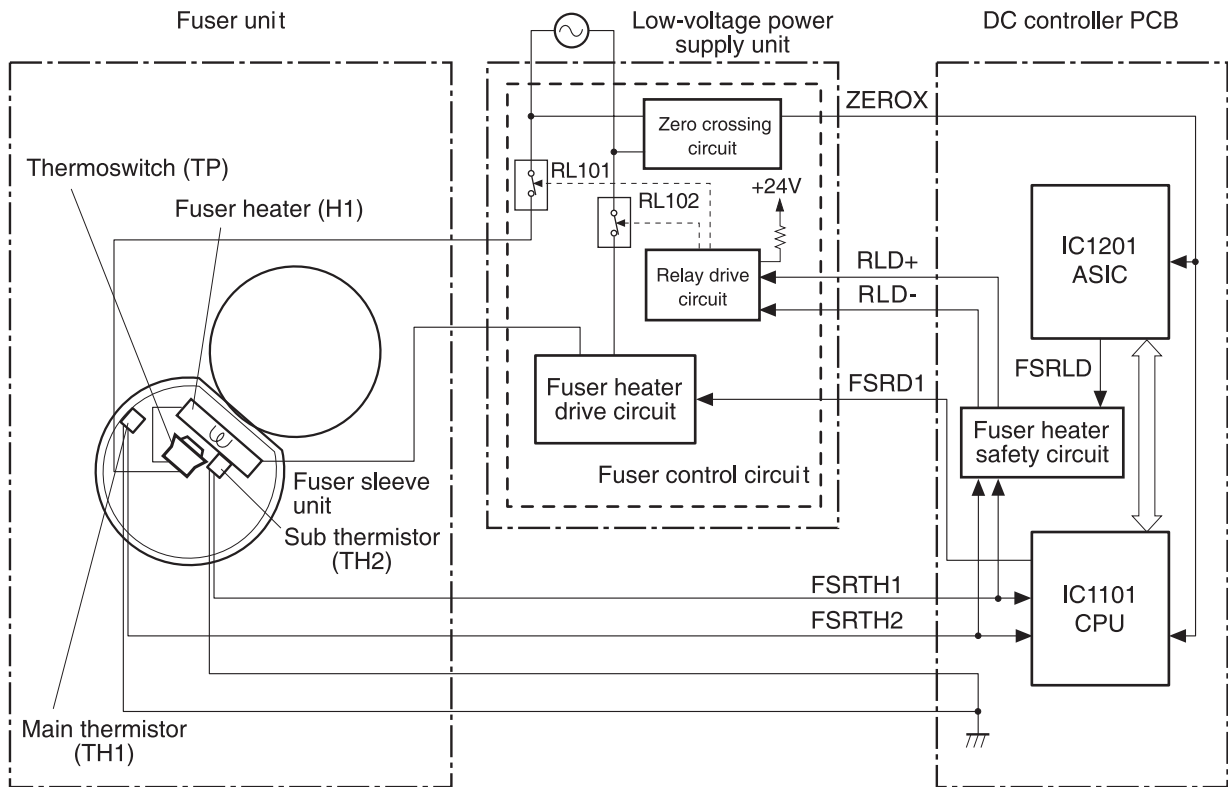 Fuser unit
Low-voltage power
supply unit
DC controller PCB
ZEROX
Zero crossing
circuit
Thermoswitch (TP)
RL101
+24V
Fuser heater (H1)
RL102
IC1201
ASIC
Relay drive
circuit
RLD+
RLD-
FSRLD
Fuser heater
drive circuit
FSRD1
Fuser heater
safety circuit
Fuser control circuit
Fuser sleeve
unit
Sub thermistor
(TH2)
FSRTH1
IC1101
CPU
FSRTH2
Main thermistor
(TH1)